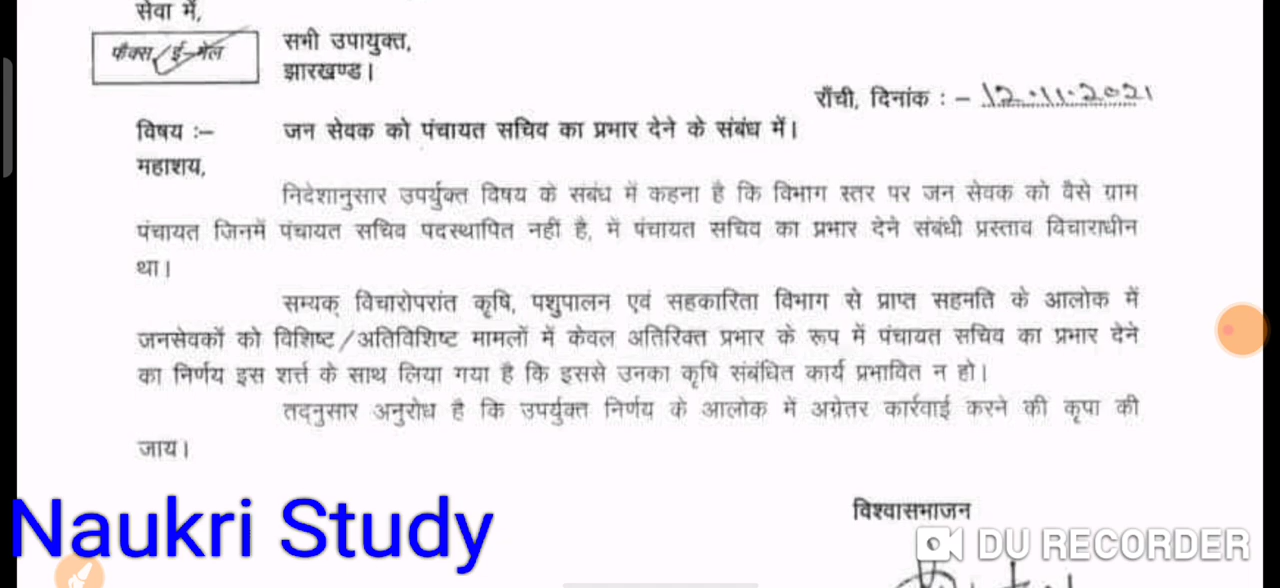 सेवा में,
फैक्स/ई-मेल
सभी उपायुक्त,
झारखण्ड।
राँची, दिनांक : – 12.11.2021
विषय :– जन सेवक को पंचायत सचिव का प्रभार देने के संबंध में।
महाशय,
निदेशानुसार उपर्युक्त विषय के संबंध में कहना है कि विभाग स्तर पर जन सेवक को वैसे ग्राम
पंचायत जिनमें पंचायत सचिव पदस्थापित नहीं है, में पंचायत सचिव का प्रभार देने संबंधी प्रस्ताव विचाराधीन
था।
सम्यक् विचारोपरांत कृषि, पशुपालन एवं सहकारिता विभाग से प्राप्त सहमति के आलोक में
जनसेवकों को विशिष्ट/अतिविशिष्ट मामलों में केवल अतिरिक्त प्रभार के रूप में पंचायत सचिव का प्रभार देने
का निर्णय इस शर्त्त के साथ लिया गया है कि इससे उनका कृषि संबंधित कार्य प्रभावित न हो।
तद्नुसार अनुरोध है कि उपर्युक्त निर्णय के आलोक में अग्रेतर कार्रवाई करने की कृपा की
जाय।
विश्वासभाजन
Naukri Study
DU RECORDER